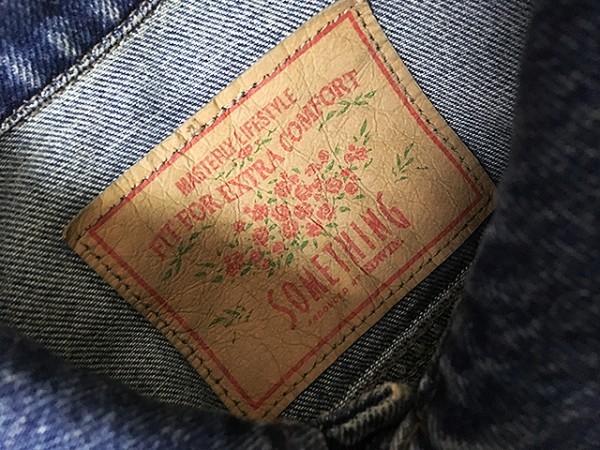 MASTERLY LIFESTYLE
FIT FOR EXTRA COMFORT
SOMETHING